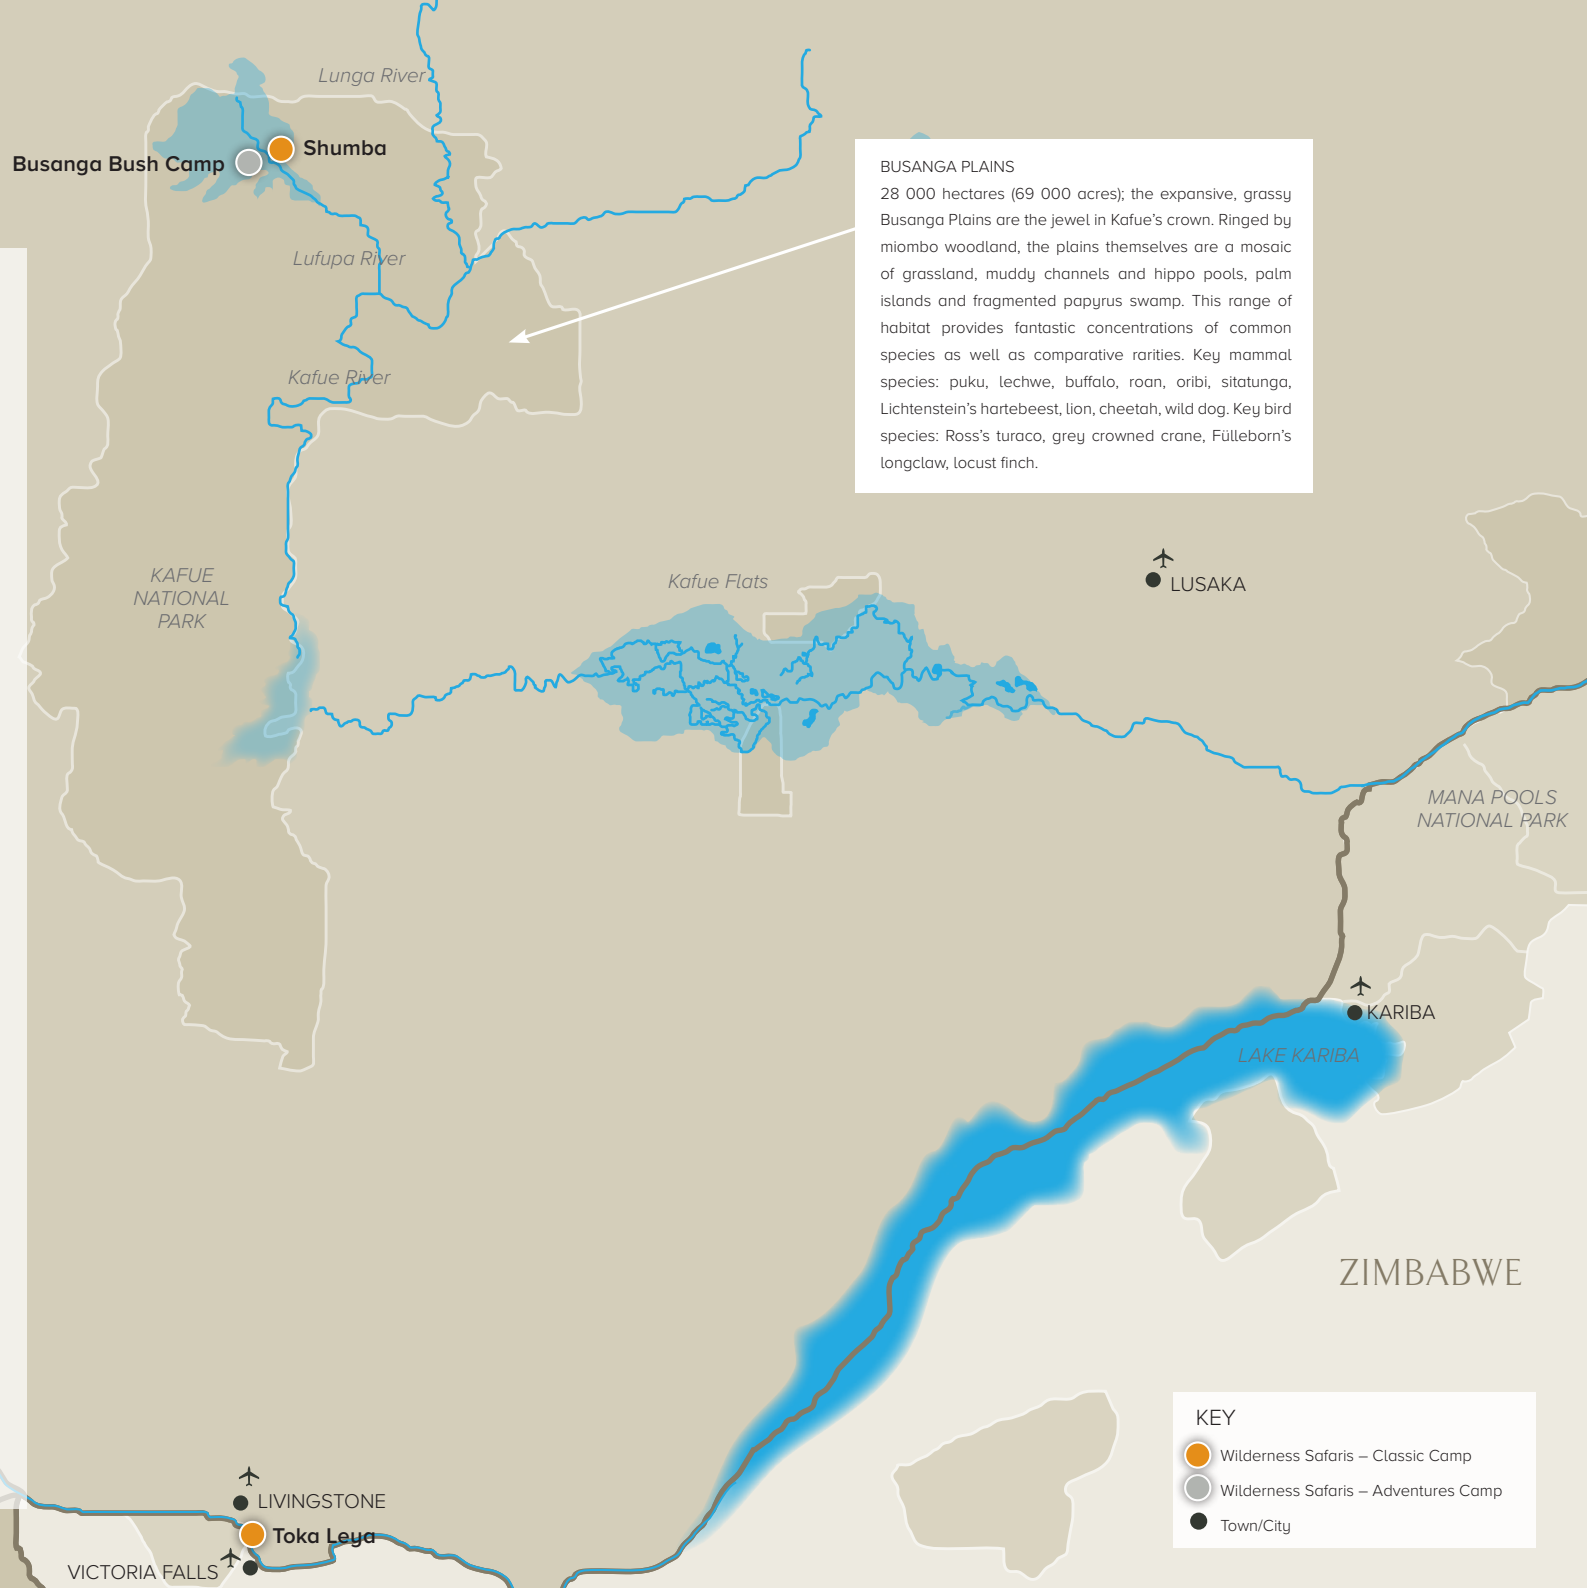 Lunga River
Shumba
Busanga Bush Camp
BUSANGA PLAINS
28 000 hectares (69 000 acres); the expansive, grassy
Busanga Plains are the jewel in Kafue's crown. Ringed by
miombo woodland, the plains themselves are a mosaic
of grassland, muddy channels and hippo pools, palm
islands and fragmented papyrus swamp. This range of
habitat provides fantastic concentrations of common
species as well as comparative rarities. Key mammal
species: puku, lechwe, buffalo, roan, oribi, sitatunga,
Lichtenstein's hartebeest, lion, cheetah, wild dog. Key bird
species: Ross's turaco, grey crowned crane, Fülleborn's
longclaw, locust finch.
Lufupa River
Kafue River
KAFUE
NATIONAL
PARK
Kafue Flats
LUSAKA
MANA POOLS
NATIONAL PARK
KARIBA
LAKE KARIBA
ZIMBABWE
KEY
Wilderness Safaris – Classic Camp
Wilderness Safaris – Adventures Camp
Town/City
LIVINGSTONE
Toka Leya
VICTORIA FALLS